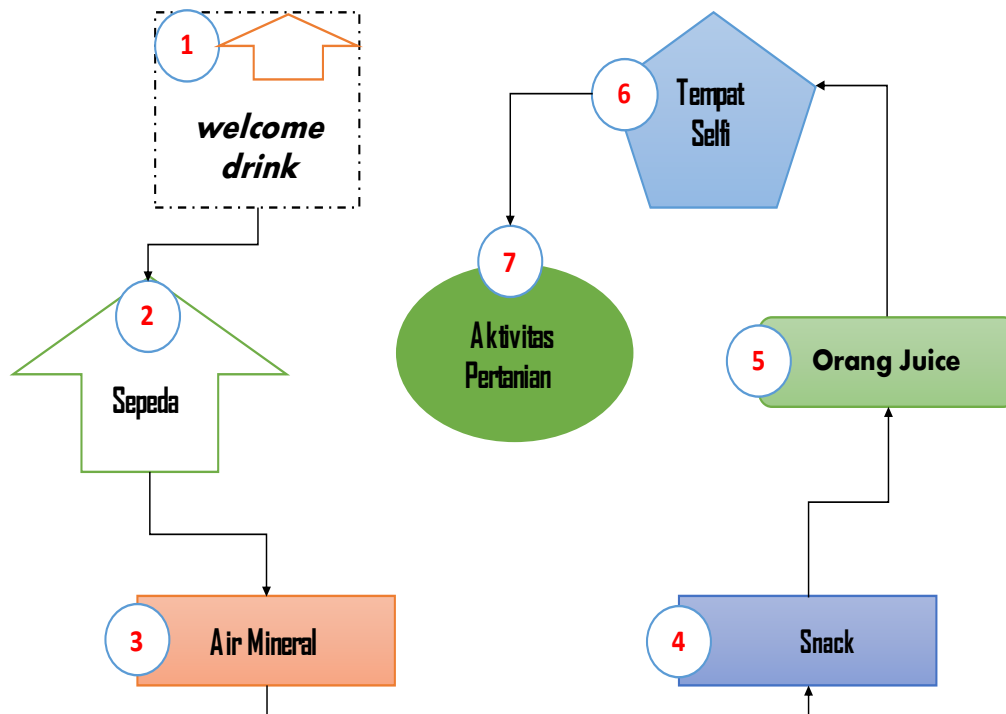 1
welcome
drink
2
Sepeda
3
Air Mineral
4
Snack
5
Orang Juice
6
Tempat
Selfi
7
Aktivitas
Pertanian